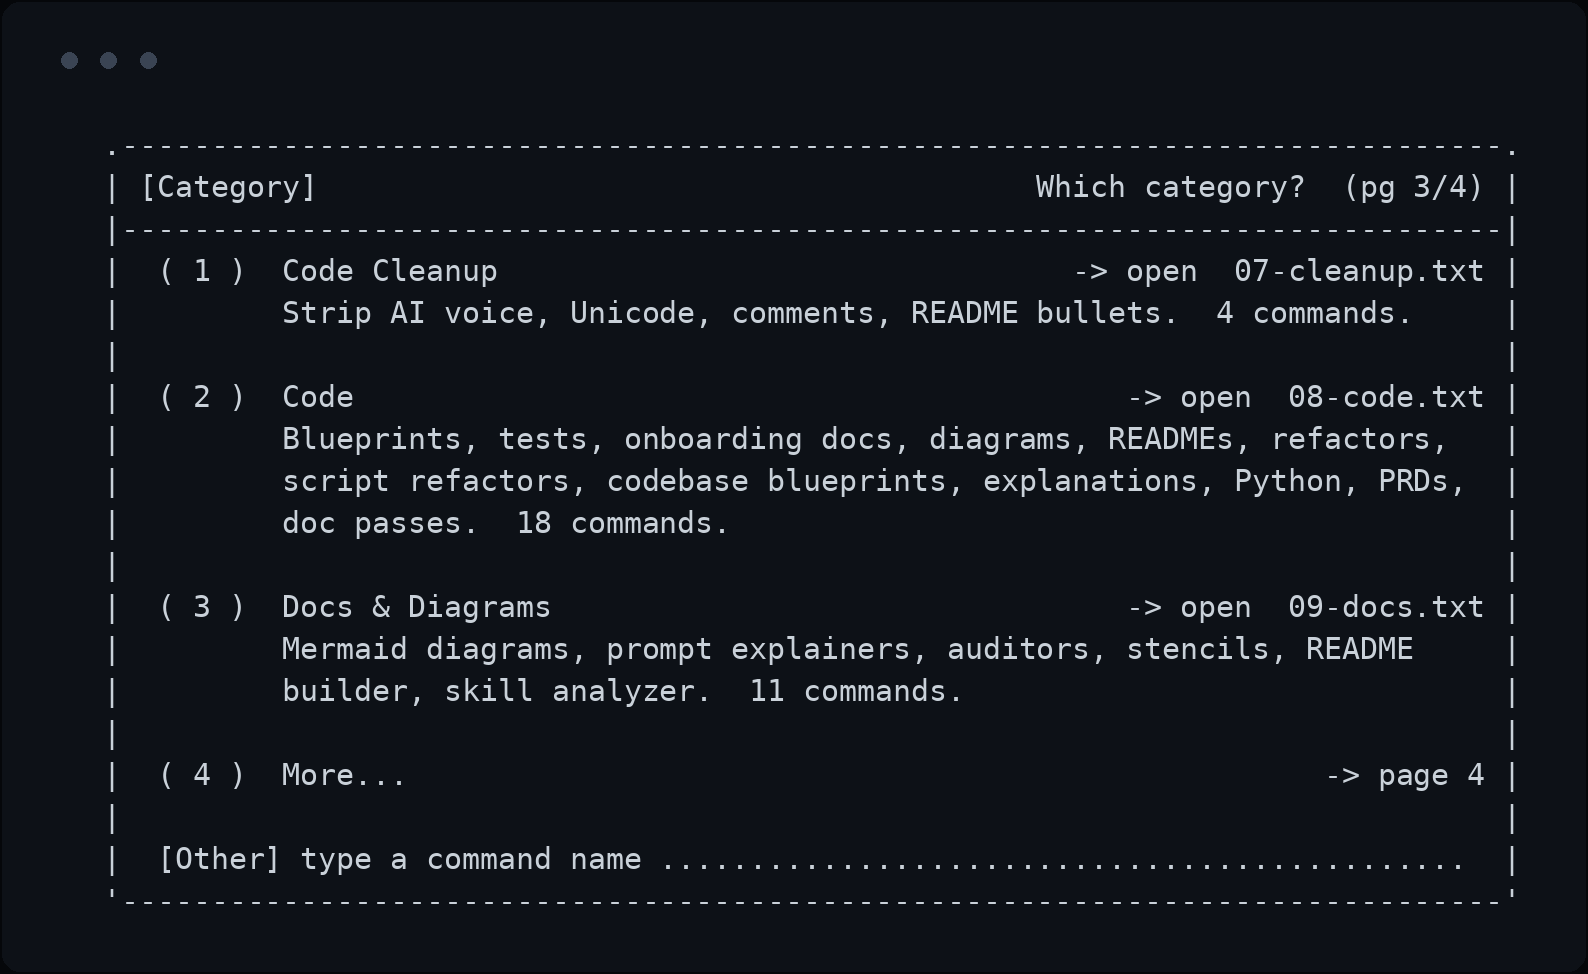 .-----------------------------------------------------------------------------.
| [Category]                                        Which category?  (pg 3/4) |
|-----------------------------------------------------------------------------|
|  ( 1 )  Code Cleanup                                -> open  07-cleanup.txt |
|         Strip AI voice, Unicode, comments, README bullets.  4 commands.     |
|                                                                             |
|  ( 2 )  Code                                           -> open  08-code.txt |
|         Blueprints, tests, onboarding docs, diagrams, READMEs, refactors,   |
|         script refactors, codebase blueprints, explanations, Python, PRDs,  |
|         doc passes.  18 commands.                                           |
|                                                                             |
|  ( 3 )  Docs & Diagrams                                -> open  09-docs.txt |
|         Mermaid diagrams, prompt explainers, auditors, stencils, README     |
|         builder, skill analyzer.  11 commands.                              |
|                                                                             |
|  ( 4 )  More...                                                   -> page 4 |
|                                                                             |
|  [Other] type a command name .............................................  |
'-----------------------------------------------------------------------------'